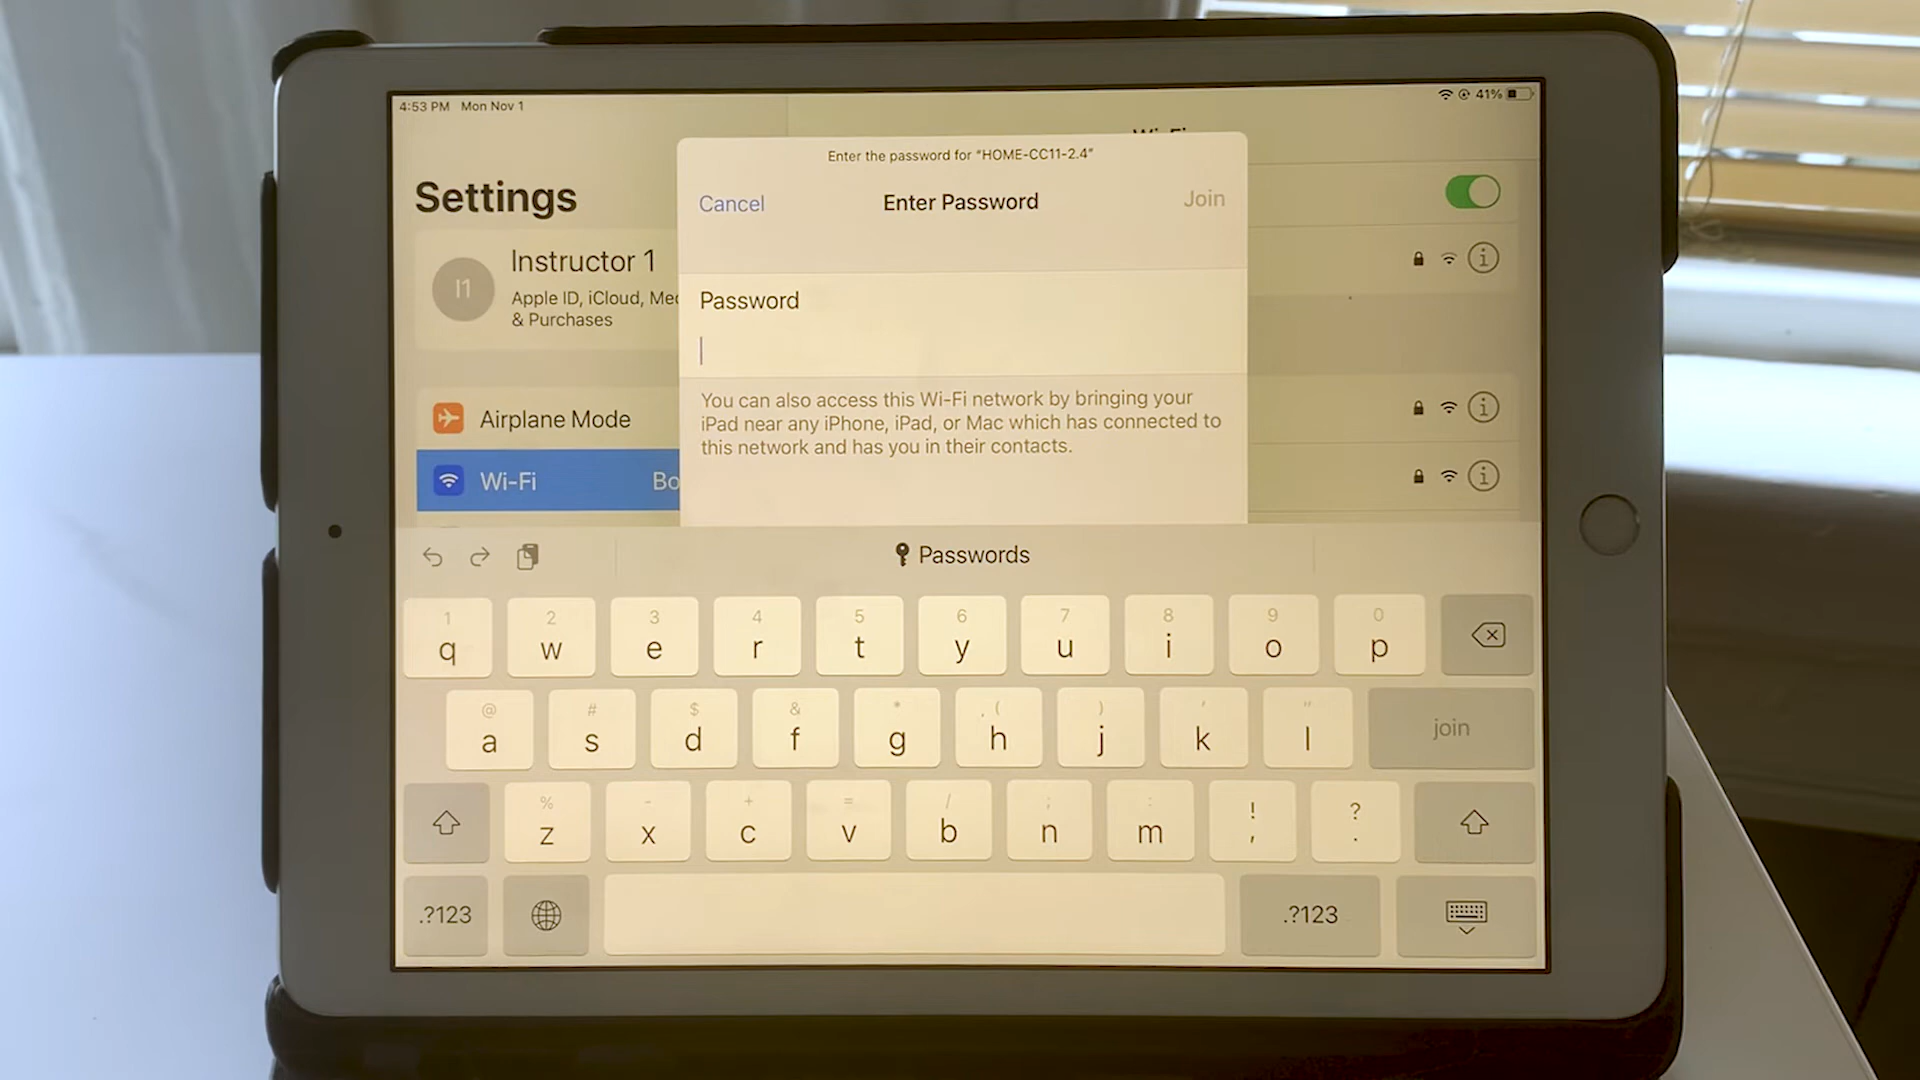 4:53 PM Mon Nov 1
41%
Settings
I1
Instructor 1
Apple ID, iCloud,
& Purchases
Airplane Mode
Wi-Fi
Wi-Fi
Enter the password for “HOME-CC11-2.4”
Cancel
Enter Password
Join
Password
You can also access this Wi-Fi network by bringing your
iPad near any iPhone, iPad, or Mac which has connected to
this network and has you in their contacts.
Passwords
1 2 3 4 5 6 7 8 9 0
q w e r t y u i o p
@ # $ & * ( ) ' "
a s d f g h j k l join
% - + = / ; : ! ?
z x c v b n m , .
.?123 .?123